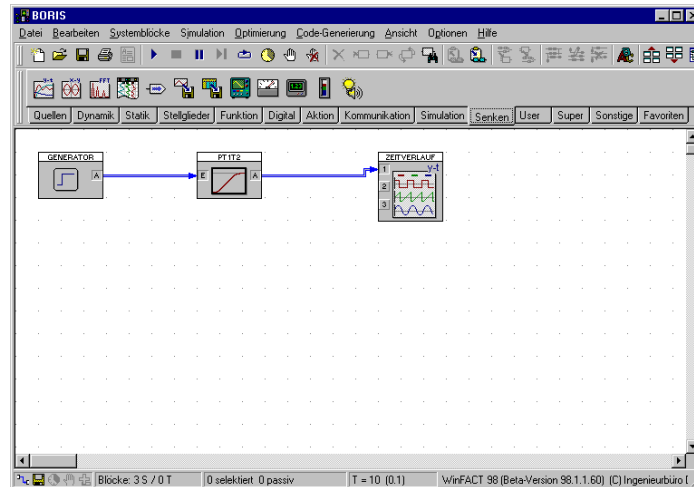 BORIS
Datei Bearbeiten Systemblöcke Simulation Optimierung Code-Generierung Ansicht Optionen Hilfe
y-t x-y FFT
Quellen Dynamik Statik Stellglieder Funktion Digital Aktion Kommunikation Simulation Senken User Super Sonstige Favoriten
GENERATOR PT1T2 ZEITVERLAUF
A E A 1 y-t
2
3
Blöcke: 3 S / 0 T 0 selektiert 0 passiv T = 10 (0.1) WinFACT 98 (Beta-Version 98.1.1.60) (C) Ingenieurbüro